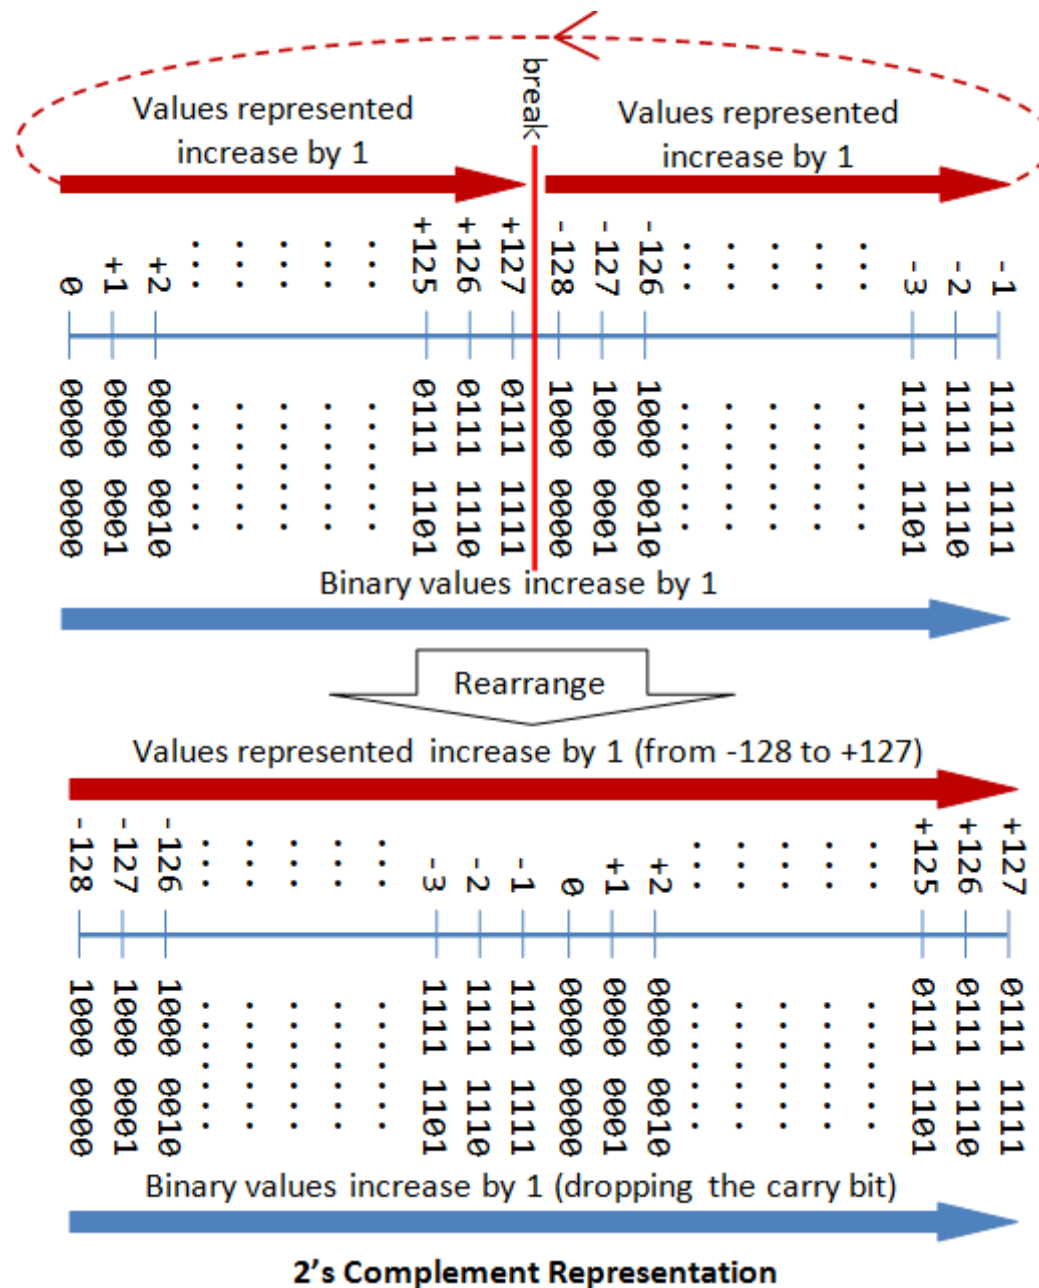 break
Values represented
increase by 1
Values represented
increase by 1
0 +1 +2 ... ... ... ... ... +125 +126 +127 -128 -127 -126 ... ... ... ... ... -3 -2 -1
0000 0000
0000 0001
0000 0010
0111 1101
0111 1110
0111 1111
1000 0000
1000 0001
1000 0010
1111 1101
1111 1110
1111 1111
Binary values increase by 1
Rearrange
Values represented increase by 1 (from -128 to +127)
-128 -127 -126 ... ... ... ... ... -3 -2 -1 0 +1 +2 ... ... ... ... ... +125 +126 +127
1000 0000
1000 0001
1000 0010
1111 1101
1111 1110
1111 1111
0000 0000
0000 0001
0000 0010
0111 1101
0111 1110
0111 1111
Binary values increase by 1 (dropping the carry bit)
2's Complement Representation